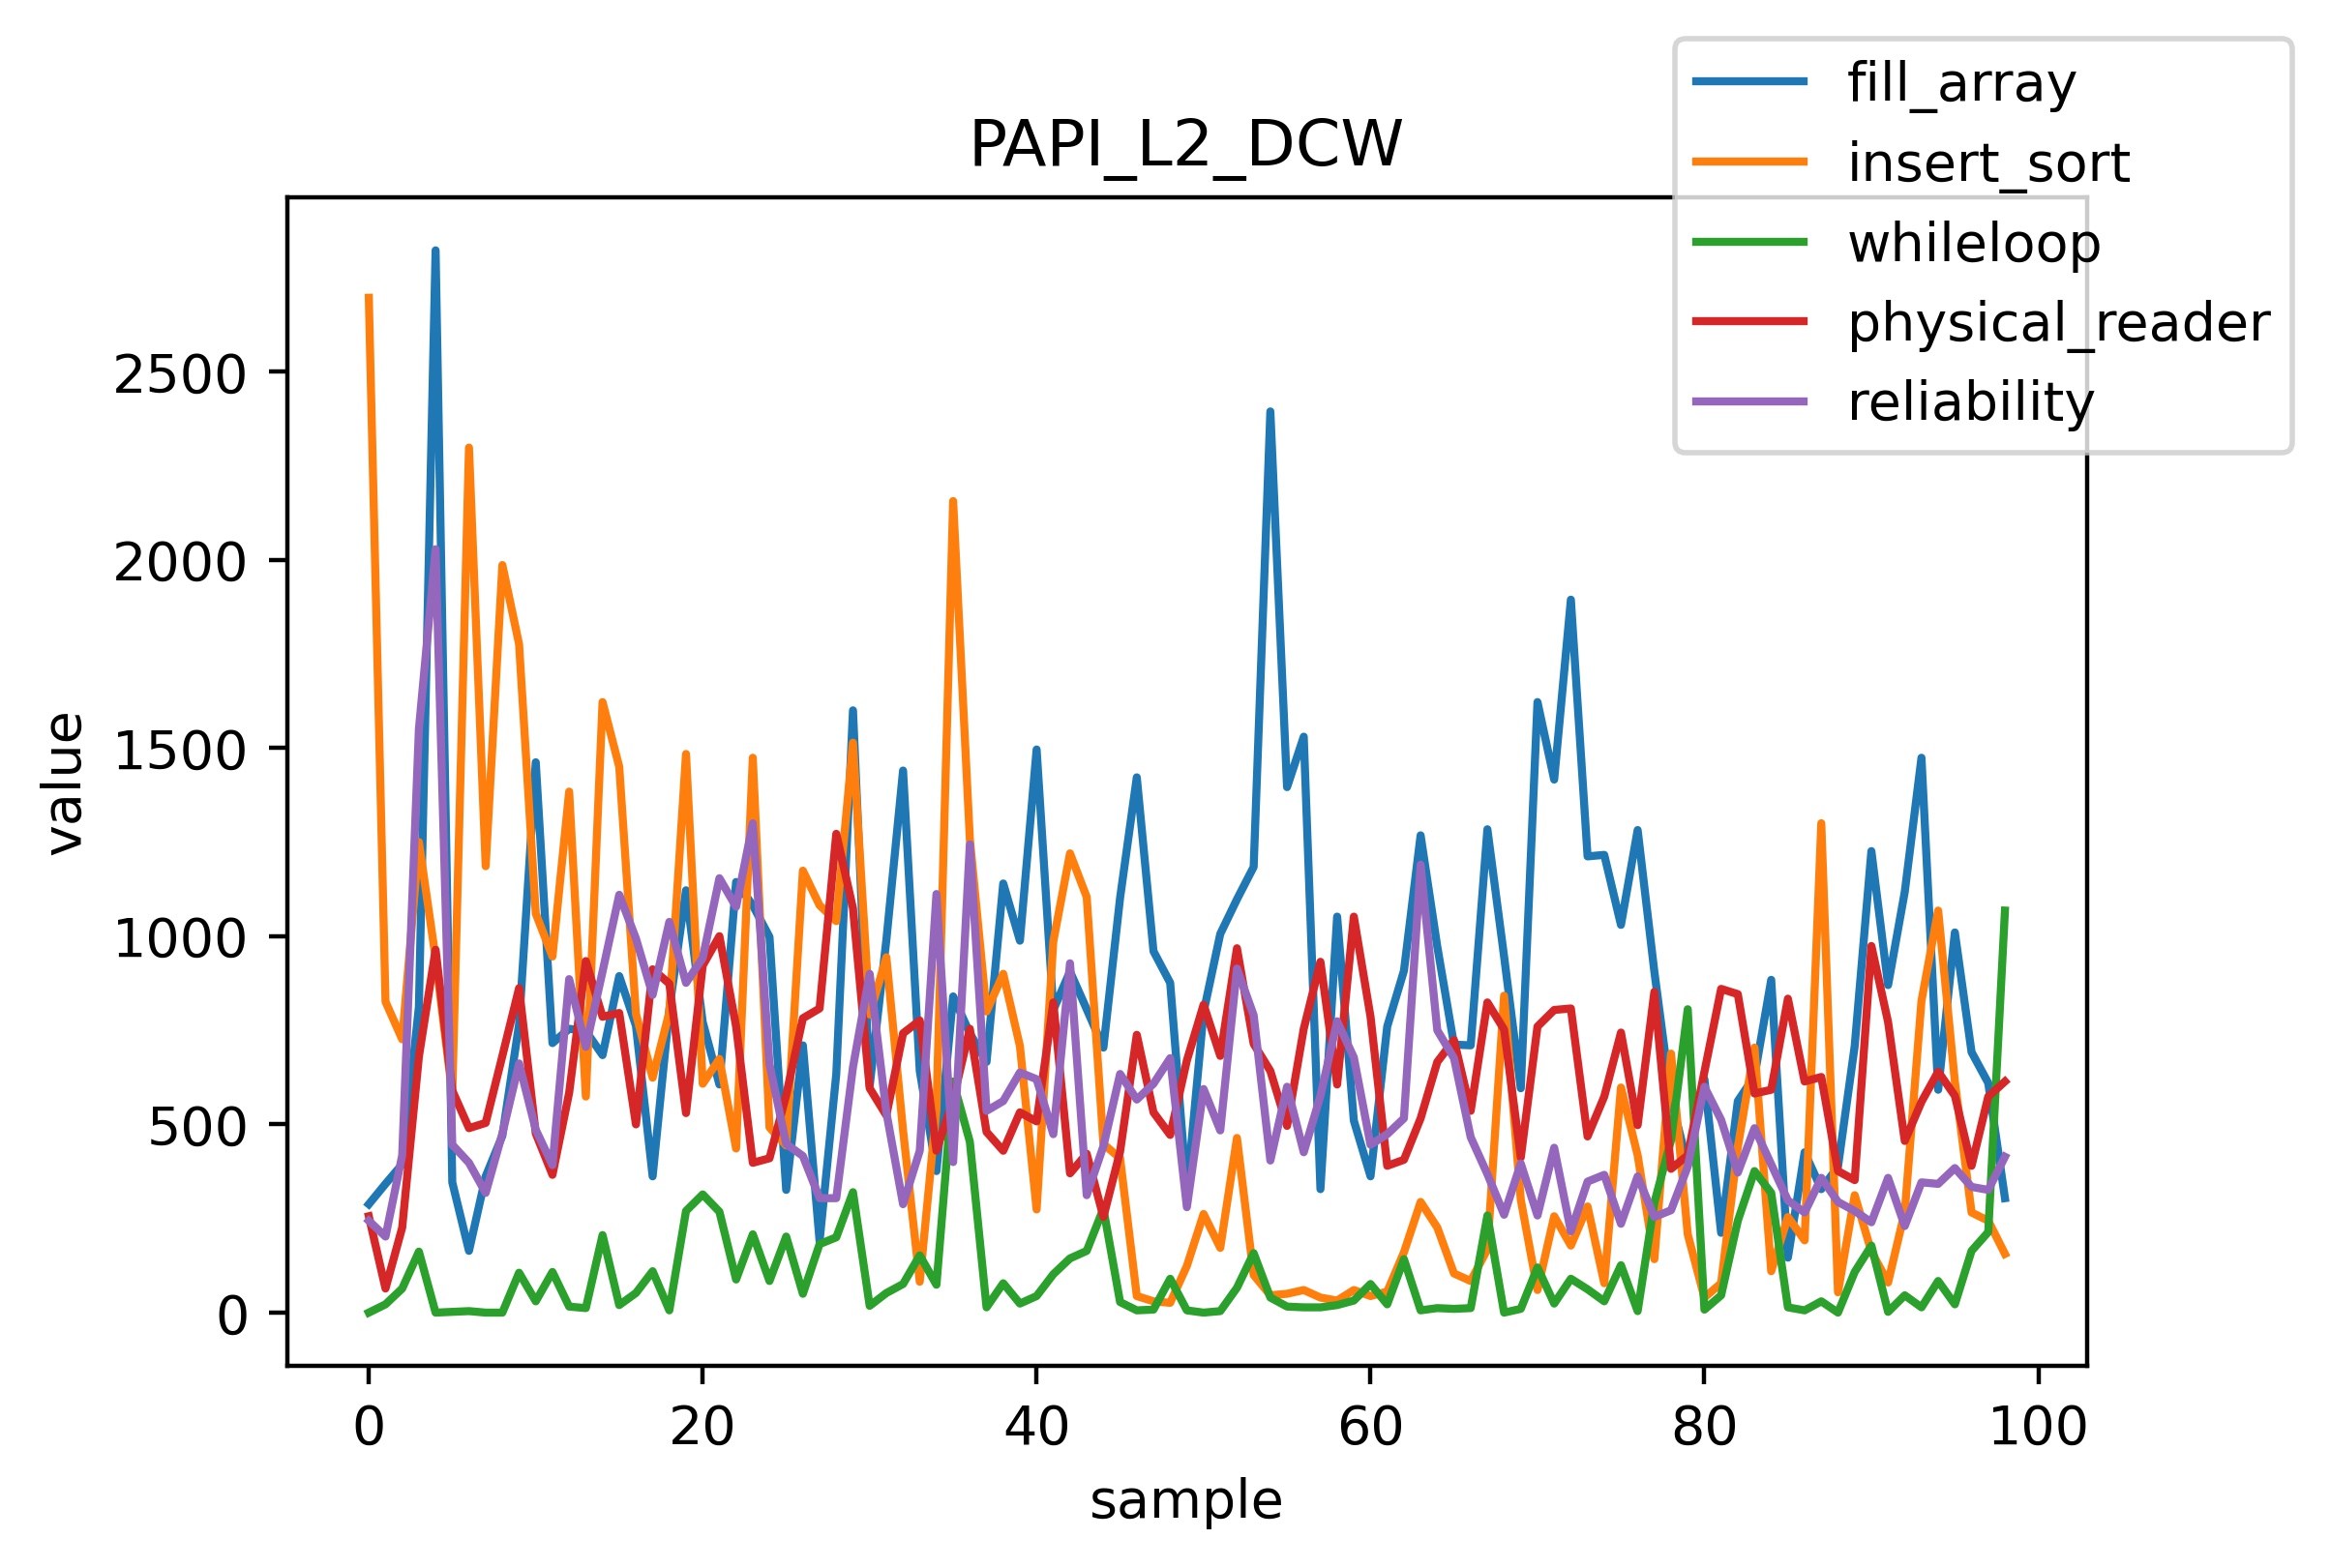 PAPI_L2_DCW
fill_array
insert_sort
whileloop
physical_reader
reliability
value
2500
2000
1500
1000
500
0
0 20 40 60 80 100
sample